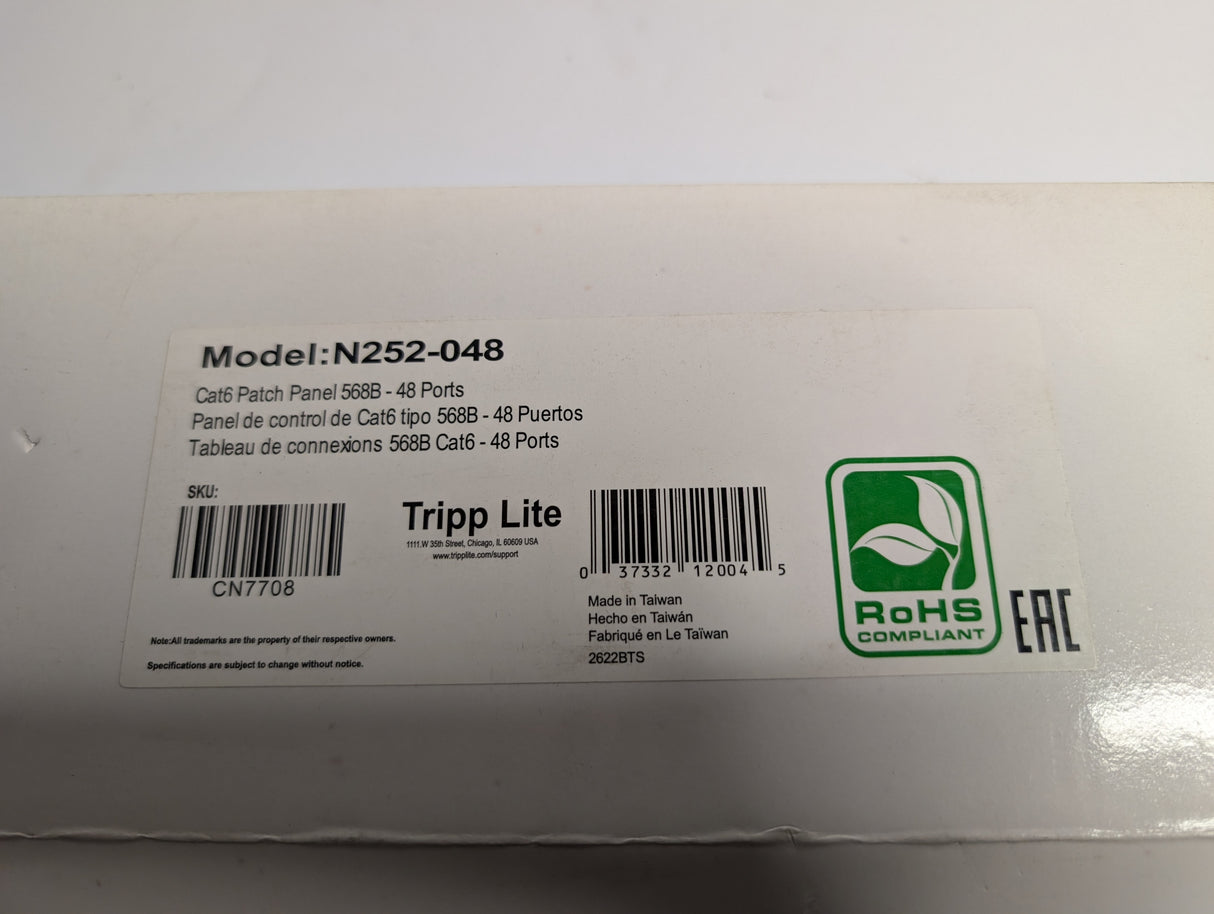 Model:N252-048
Cat6 Patch Panel 568B - 48 Ports
Panel de control de Cat6 tipo 568B - 48 Puertos
Tableau de connexions 568B Cat6 - 48 Ports
SKU:
CN7708
Tripp Lite
1111.W 35th Street, Chicago, IL 60609 USA
www.tripplite.com/support
0 37332 12004 5
Made in Taiwan
Hecho en Taiwán
Fabriqué en Le Taïwan
2622BTS
RoHS
COMPLIANT
EAC
Note:All trademarks are the property of their respective owners.
Specifications are subject to change without notice.